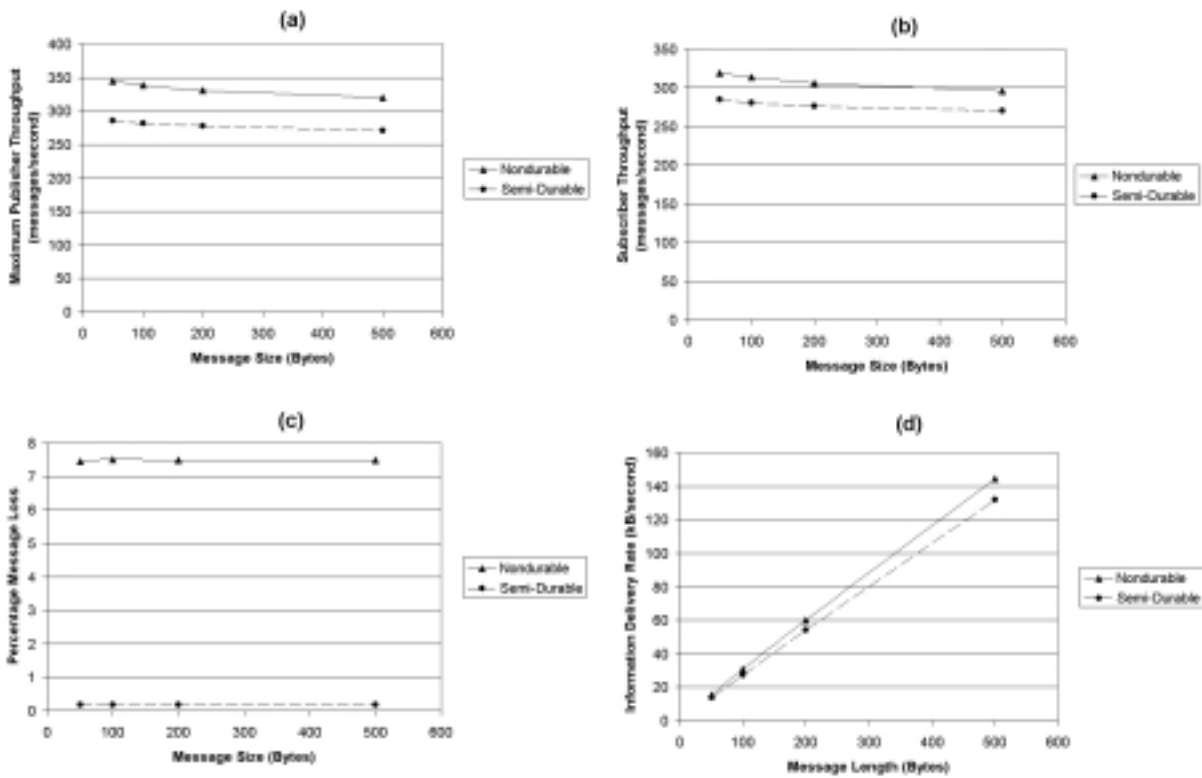 (a)
Maximum Publisher Throughput
(messages/second)
400
350
300
250
200
150
100
50
0
0 100 200 300 400 500 600
Message Size (Bytes)
Nondurable
Semi-Durable
(b)
Subscriber Throughput
(messages/second)
350
300
250
200
150
100
50
0
0 100 200 300 400 500 600
Message Size (Bytes)
Nondurable
Semi-Durable
(c)
Percentage Message Loss
8
7
6
5
4
3
2
1
0
0 100 200 300 400 500 600
Message Size (Bytes)
Nondurable
Semi-Durable
(d)
Information Delivery Rate (kB/second)
160
140
120
100
80
60
40
20
0
0 100 200 300 400 500 600
Message Length (Bytes)
Nondurable
Semi-Durable